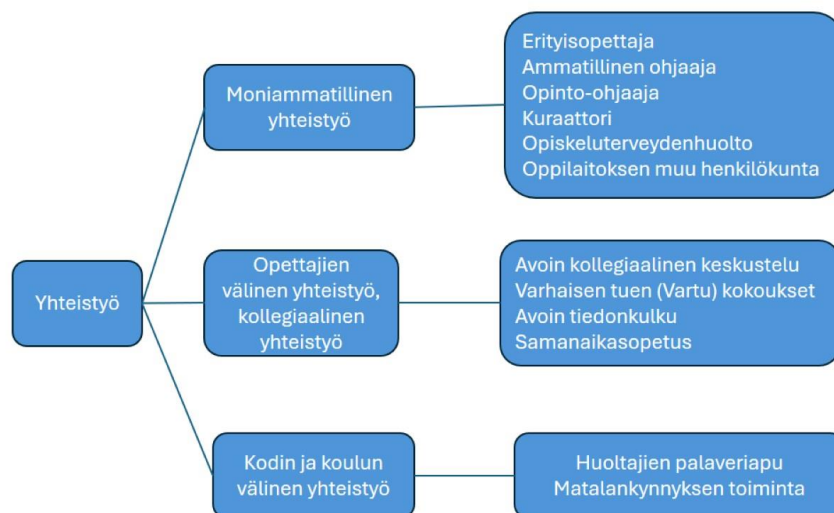 Yhteistyö
Moniammatillinen
yhteistyö
Erityisopettaja
Ammatillinen ohjaaja
Opinto-ohjaaja
Kuraattori
Opiskeluterveydenhuolto
Oppilaitoksen muu henkilökunta
Opettajien
välinen yhteistyö,
kollegiaalinen
yhteistyö
Avoin kollegiaalinen keskustelu
Varhaisen tuen (Vartu) kokoukset
Avoin tiedonkulku
Samanaikasopetus
Kodin ja koulun
välinen yhteistyö
Huoltajien palaveriapu
Matalankynnyksen toiminta